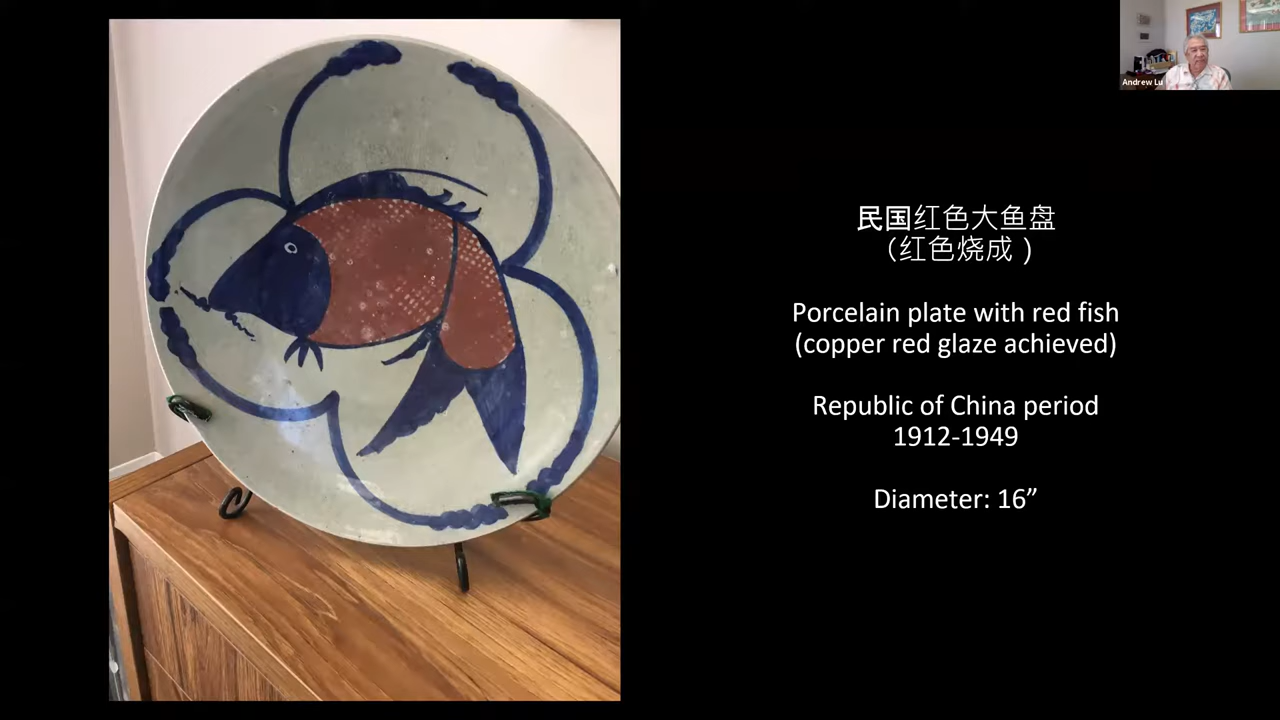 民国红色大鱼盘
（红色烧成 )
Porcelain plate with red fish
(copper red glaze achieved)
Republic of China period
1912-1949
Diameter: 16”
Andrew Lu